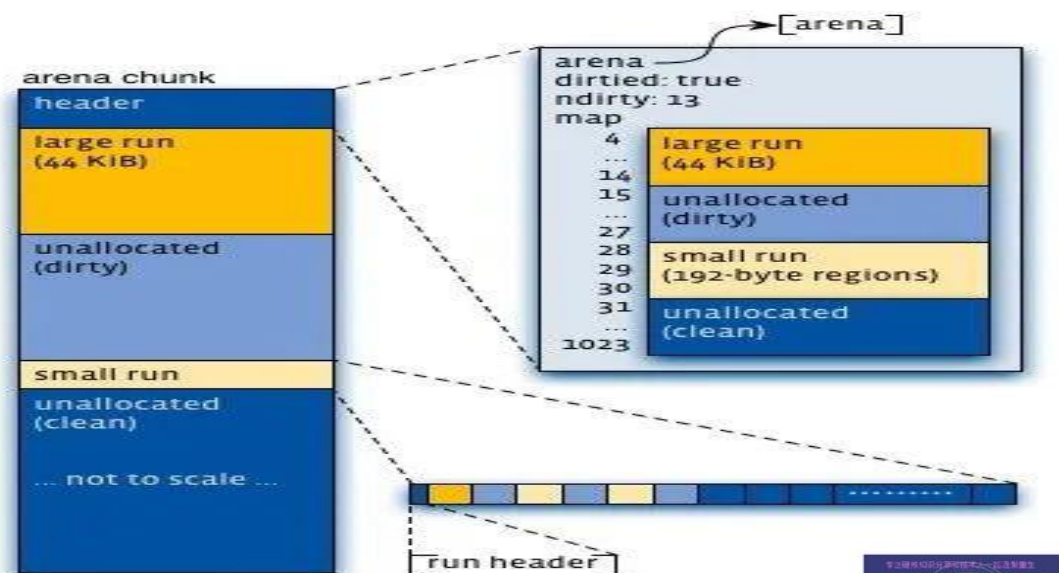 [arena]
arena chunk
header
large run
(44 KiB)
unallocated
(dirty)
small run
unallocated
(clean)
... not to scale ...
arena
dirtied: true
ndirty: 13
map
4
...
14
15
...
27
28
29
30
31
...
1023
large run
(44 KiB)
unallocated
(dirty)
small run
(192-byte regions)
unallocated
(clean)
run header